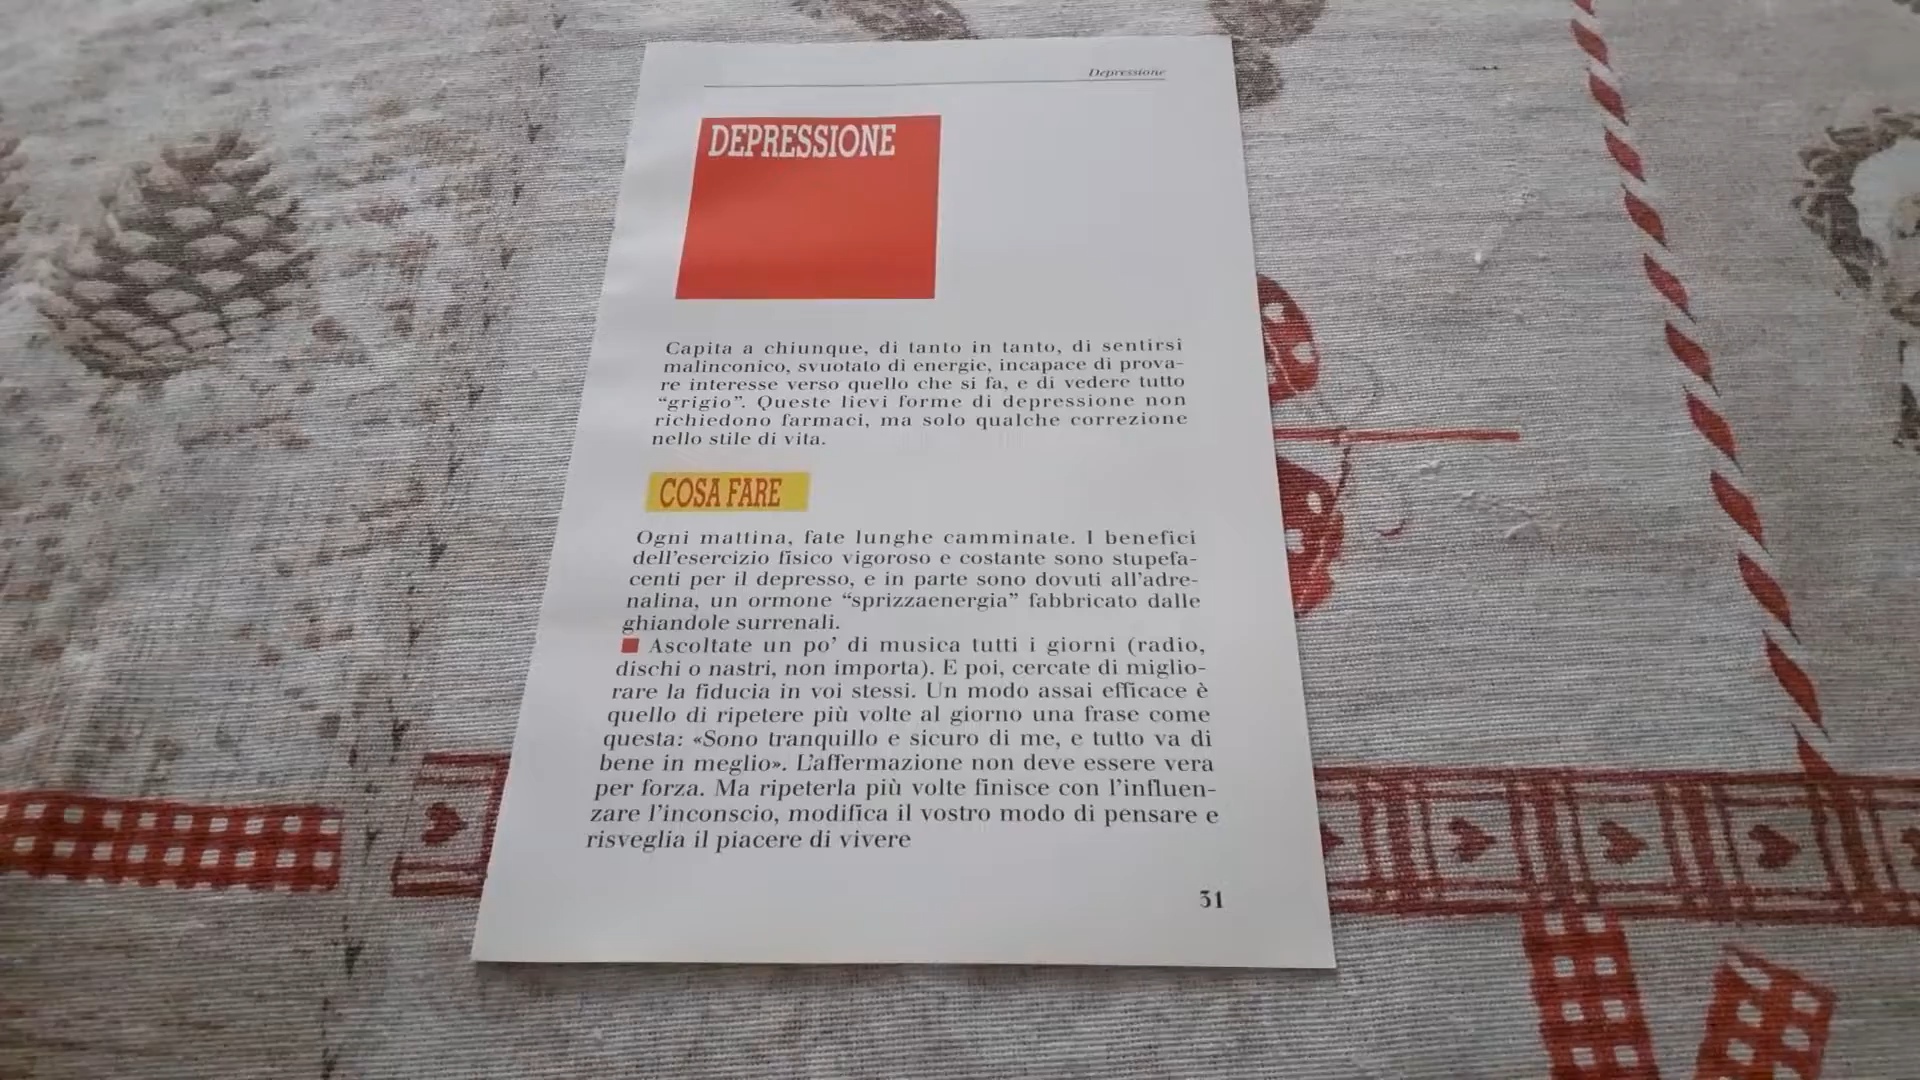 Depressione
DEPRESSIONE
Capita a chiunque, di tanto in tanto, di sentirsi
malinconico, svuotato di energie, incapace di prova-
re interesse verso quello che si fa, e di vedere tutto
“grigio”. Queste lievi forme di depressione non
richiedono farmaci, ma solo qualche correzione
nello stile di vita.
COSA FARE
Ogni mattina, fate lunghe camminate. I benefici
dell’esercizio fisico vigoroso e costante sono stupefa-
centi per il depresso, e in parte sono dovuti all’adre-
nalina, un ormone “sprizzaenergia” fabbricato dalle
ghiandole surrenali.
■ Ascoltate un po’ di musica tutti i giorni (radio,
dischi o nastri, non importa). E poi, cercate di miglio-
rare la fiducia in voi stessi. Un modo assai efficace è
quello di ripetere più volte al giorno una frase come
questa: «Sono tranquillo e sicuro di me, e tutto va di
bene in meglio». L’affermazione non deve essere vera
per forza. Ma ripeterla più volte finisce con l’influen-
zare l’inconscio, modifica il vostro modo di pensare e
risveglia il piacere di vivere
31